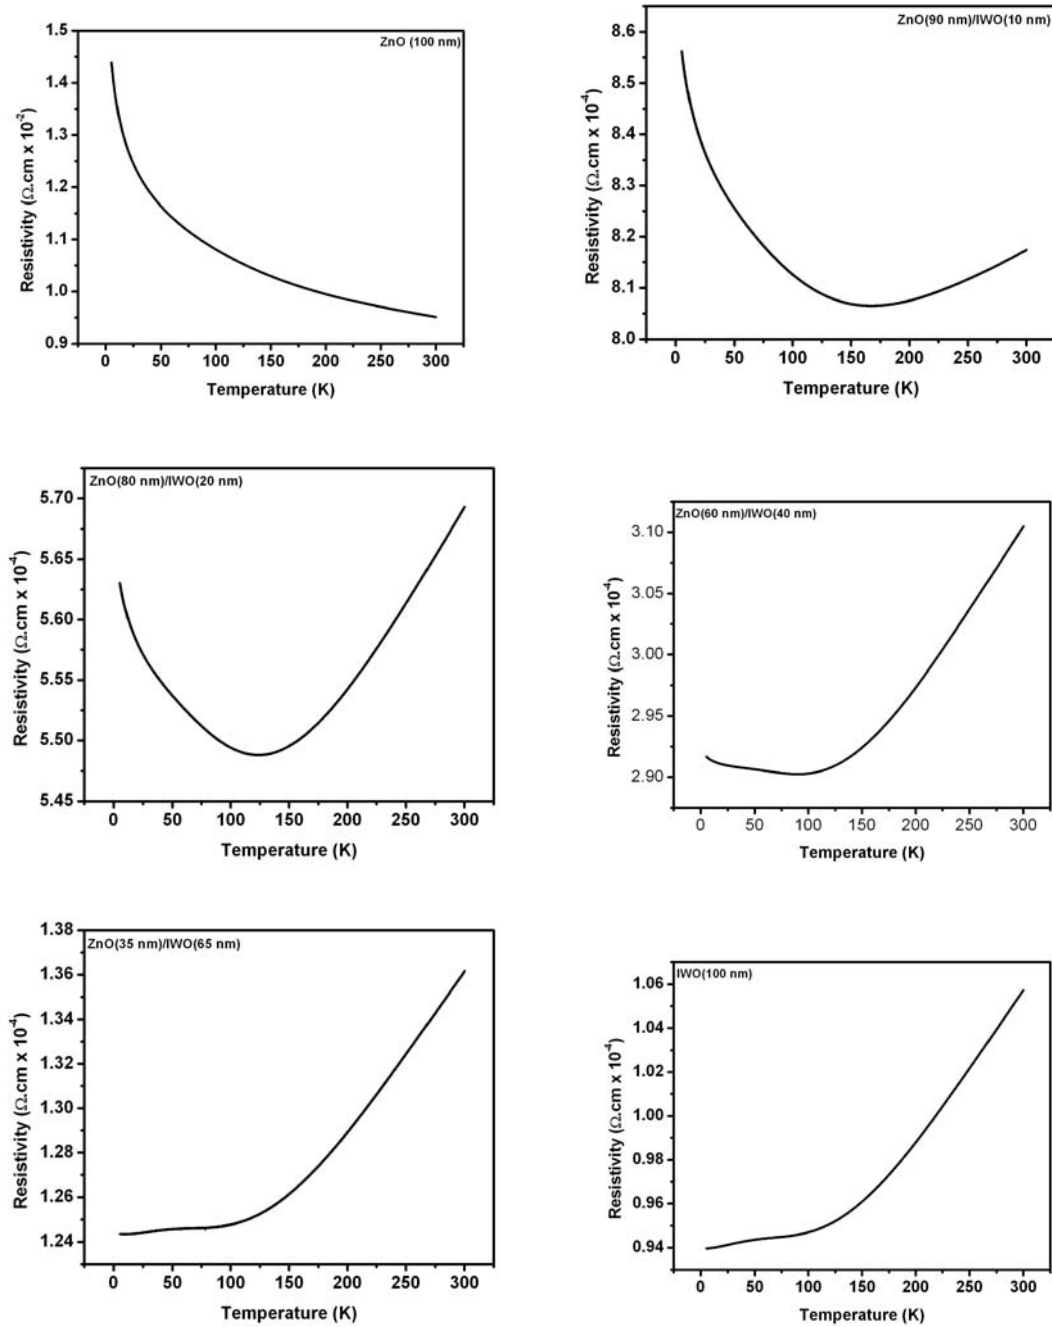 ZnO (100 nm)
Resistivity (Ω.cm x 10⁻²)
1.5
1.4
1.3
1.2
1.1
1.0
0.9
0 50 100 150 200 250 300
Temperature (K)
ZnO(90 nm)/IWO(10 nm)
Resistivity (Ω.cm x 10⁻⁴)
8.6
8.5
8.4
8.3
8.2
8.1
8.0
0 50 100 150 200 250 300
Temperature (K)
ZnO(80 nm)/IWO(20 nm)
Resistivity (Ω.cm x 10⁻⁴)
5.70
5.65
5.60
5.55
5.50
5.45
0 50 100 150 200 250 300
Temperature (K)
ZnO(60 nm)/IWO(40 nm)
Resistivity (Ω.cm x 10⁻⁴)
3.10
3.05
3.00
2.95
2.90
0 50 100 150 200 250 300
Temperature (K)
ZnO(35 nm)/IWO(65 nm)
Resistivity (Ω.cm x 10⁻⁴)
1.38
1.36
1.34
1.32
1.30
1.28
1.26
1.24
0 50 100 150 200 250 300
Temperature (K)
IWO(100 nm)
Resistivity (Ω.cm x 10⁻⁴)
1.06
1.04
1.02
1.00
0.98
0.96
0.94
0 50 100 150 200 250 300
Temperature (K)